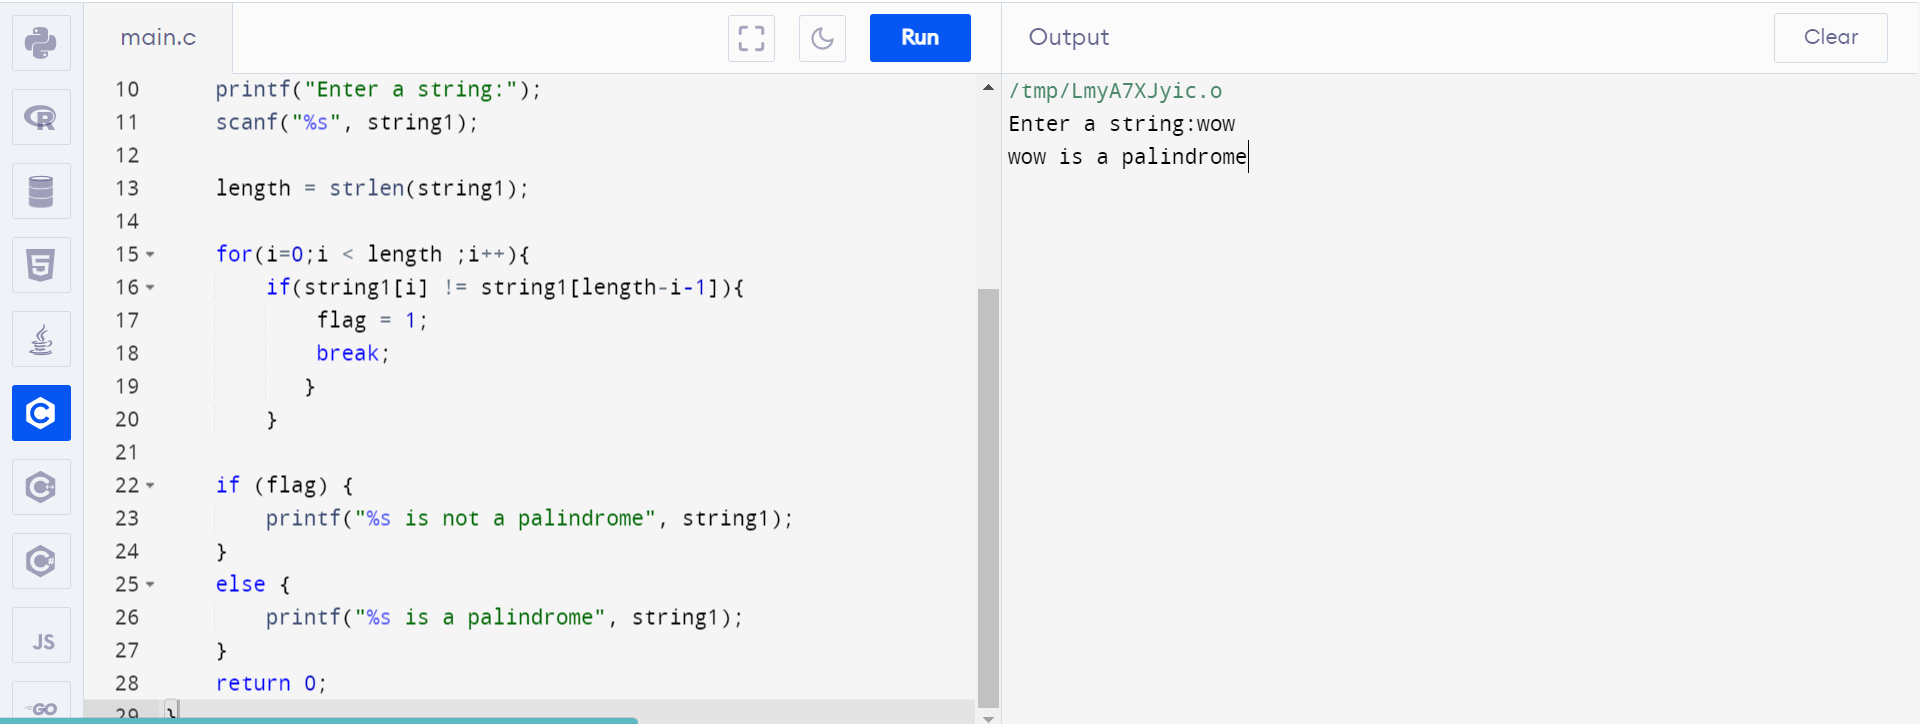 main.c
Run
Output
Clear
10 printf("Enter a string:");
11 scanf("%s", string1);
12
13 length = strlen(string1);
14
15 for(i=0;i < length ;i++){
16 if(string1[i] != string1[length-i-1]){
17 flag = 1;
18 break;
19 }
20 }
21
22 if (flag) {
23 printf("%s is not a palindrome", string1);
24 }
25 else {
26 printf("%s is a palindrome", string1);
27 }
28 return 0;
29 }
/tmp/LmyA7XJyic.o
Enter a string:wow
wow is a palindrome
R
5
C
C
C#
JS
GO